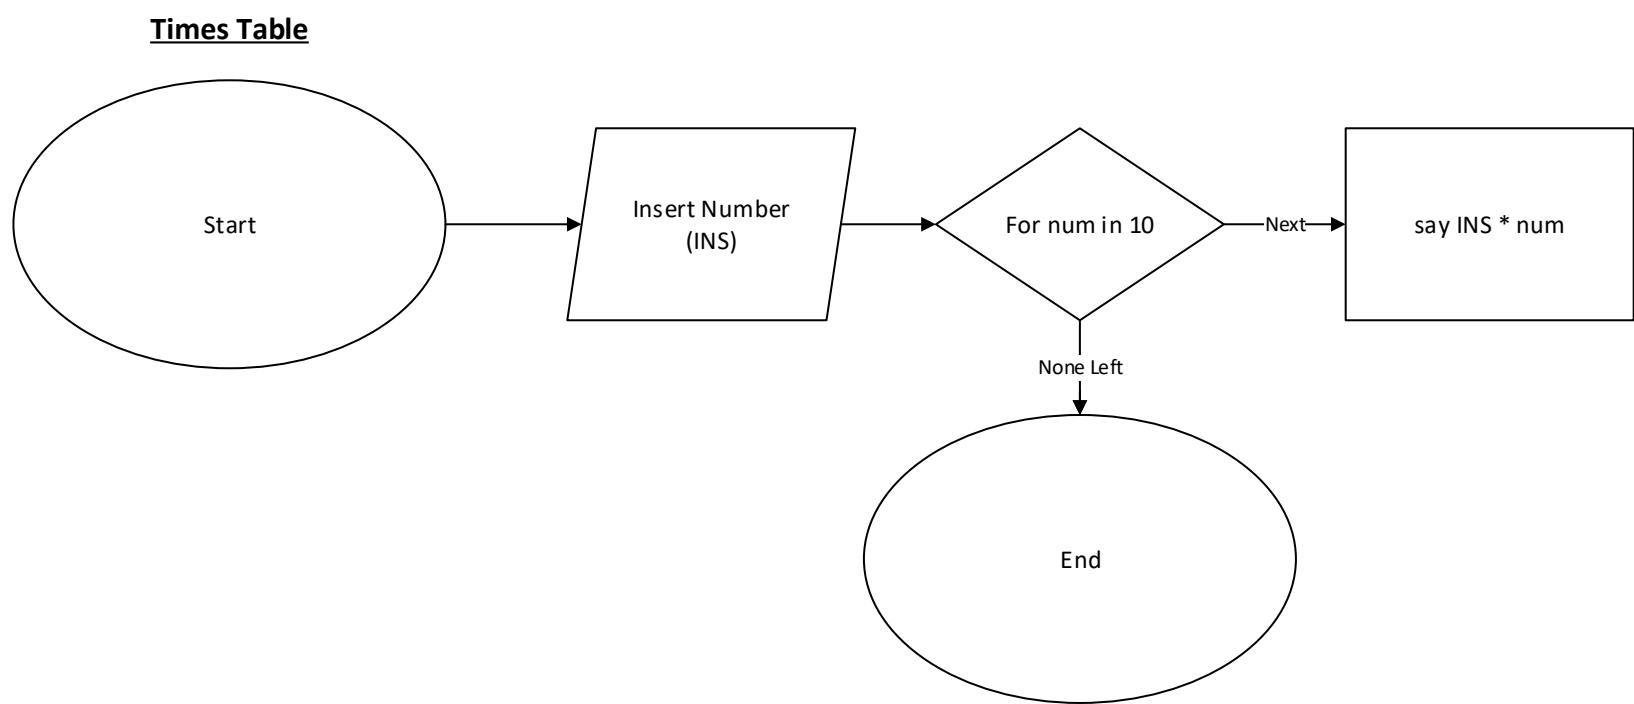 Times Table
Start
Insert Number
(INS)
For num in 10
Next
say INS * num
None Left
End